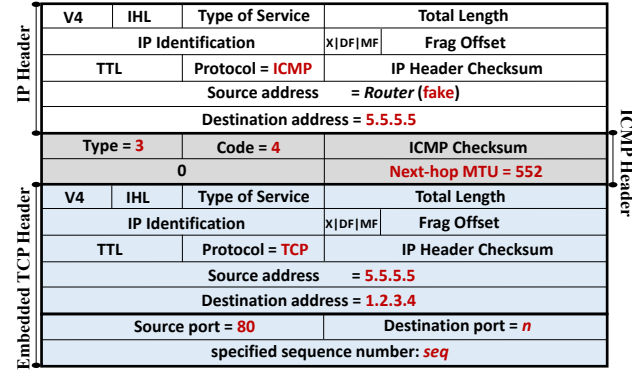 IP Header
V4 IHL Type of Service Total Length
IP Identification X|DF|MF Frag Offset
TTL Protocol = ICMP IP Header Checksum
Source address = Router (fake)
Destination address = 5.5.5.5
ICMP Header
Type = 3 Code = 4 ICMP Checksum
0 Next-hop MTU = 552
Embedded TCP Header
V4 IHL Type of Service Total Length
IP Identification X|DF|MF Frag Offset
TTL Protocol = TCP IP Header Checksum
Source address = 5.5.5.5
Destination address = 1.2.3.4
Source port = 80 Destination port = n
specified sequence number: seq